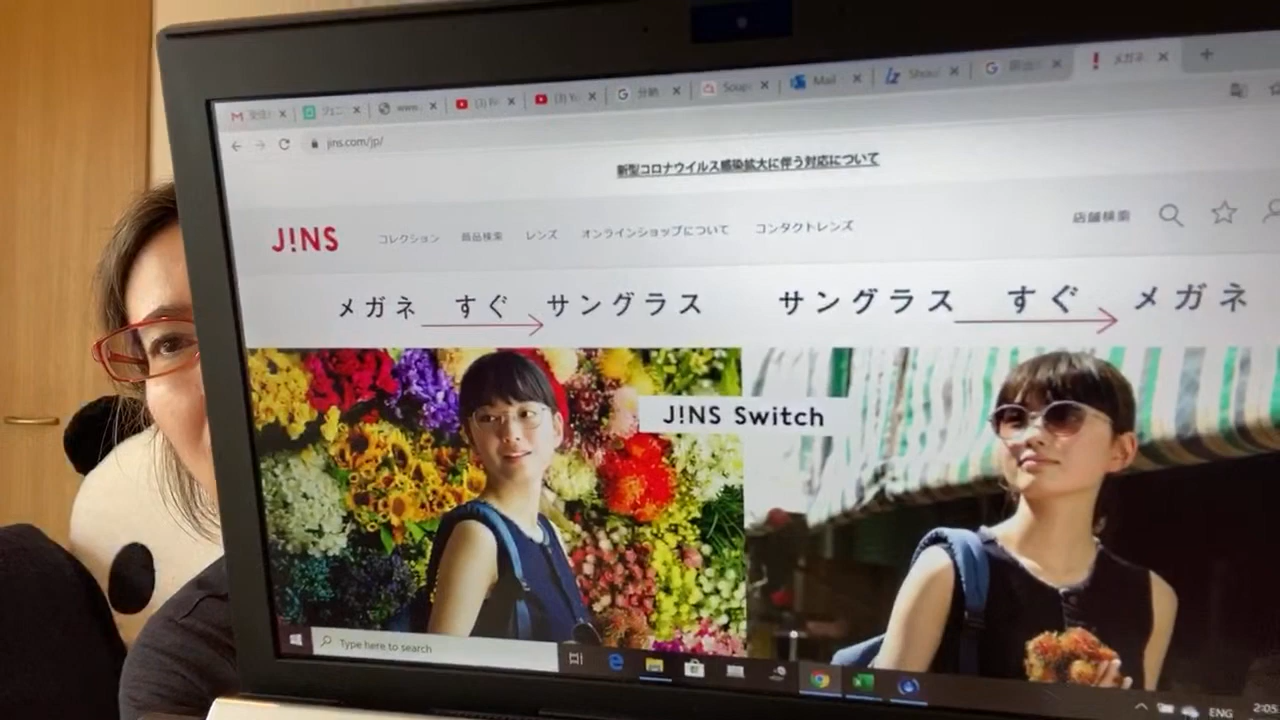 www.
Mail
jins.com/jp/
新型コロナウイルス感染拡大に伴う対応について
J!NS
コレクション 商品検索 レンズ オンラインショップについて コンタクトレンズ 店舗検索
メガネ すぐ サングラス サングラス すぐ メガネ
J!NS Switch
Type here to search
ENG